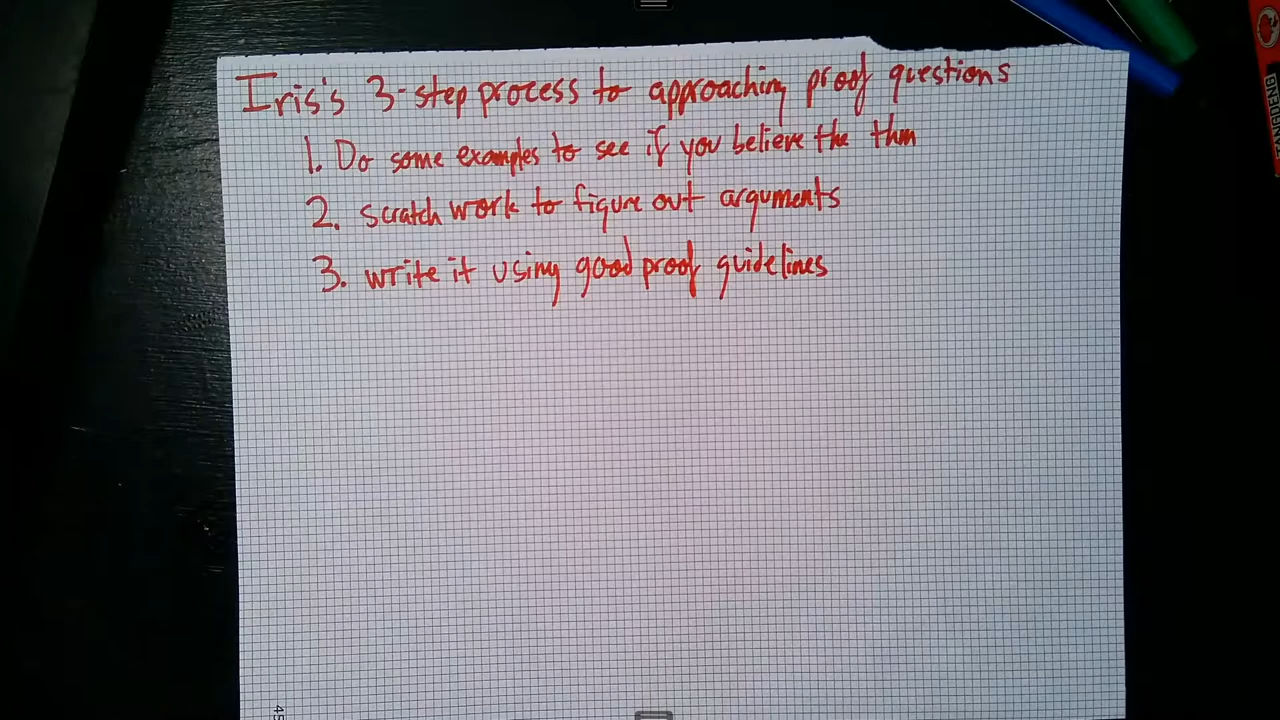 Iris's 3-step process to approaching proof questions
1. Do some examples to see if you believe the thm
2. scratch work to figure out arguments
3. write it using good proof guidelines